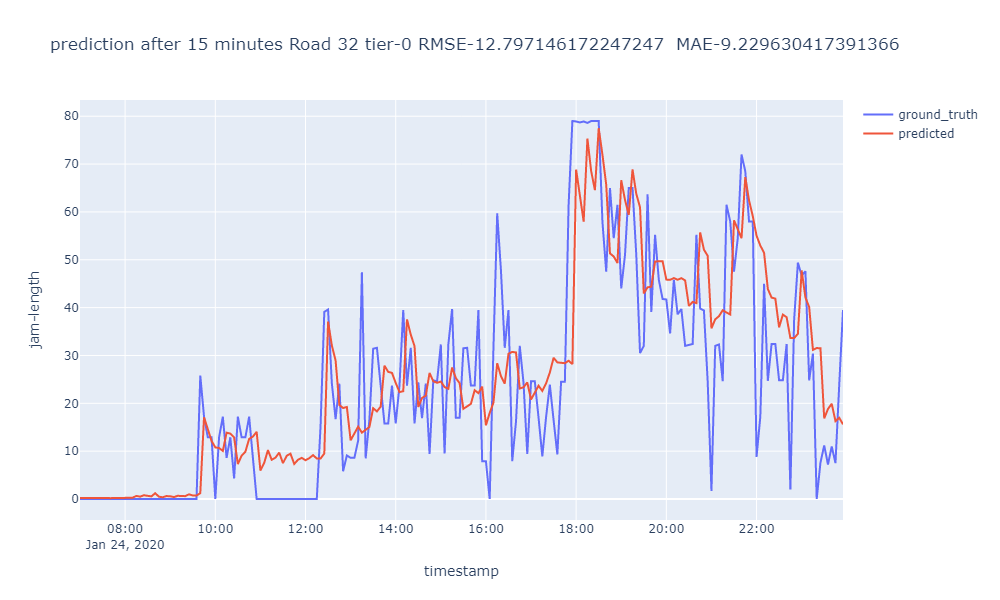 prediction after 15 minutes Road 32 tier-0 RMSE-12.797146172247247  MAE-9.229630417391366
ground_truth
predicted
80
70
60
50
40
30
20
10
0
jam-length
08:00 10:00 12:00 14:00 16:00 18:00 20:00 22:00
Jan 24, 2020
timestamp